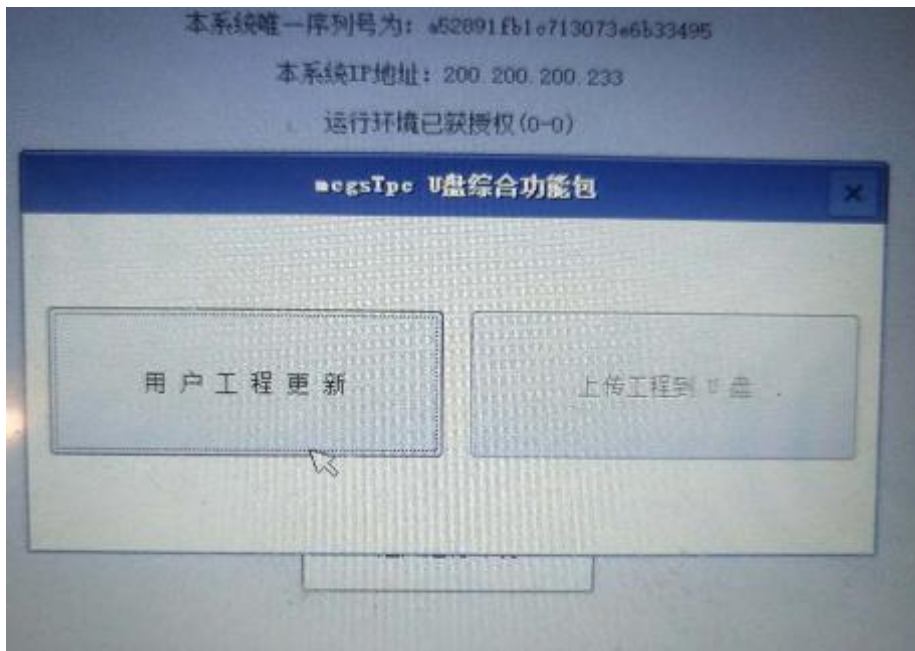 本系统唯一序列号为: a52891fb1c713073e6b33495
本系统IP地址: 200 200 200 233
运行环境已获授权(0-0)
mcgsTpc U盘综合功能包
用户工程更新
上传工程到U盘